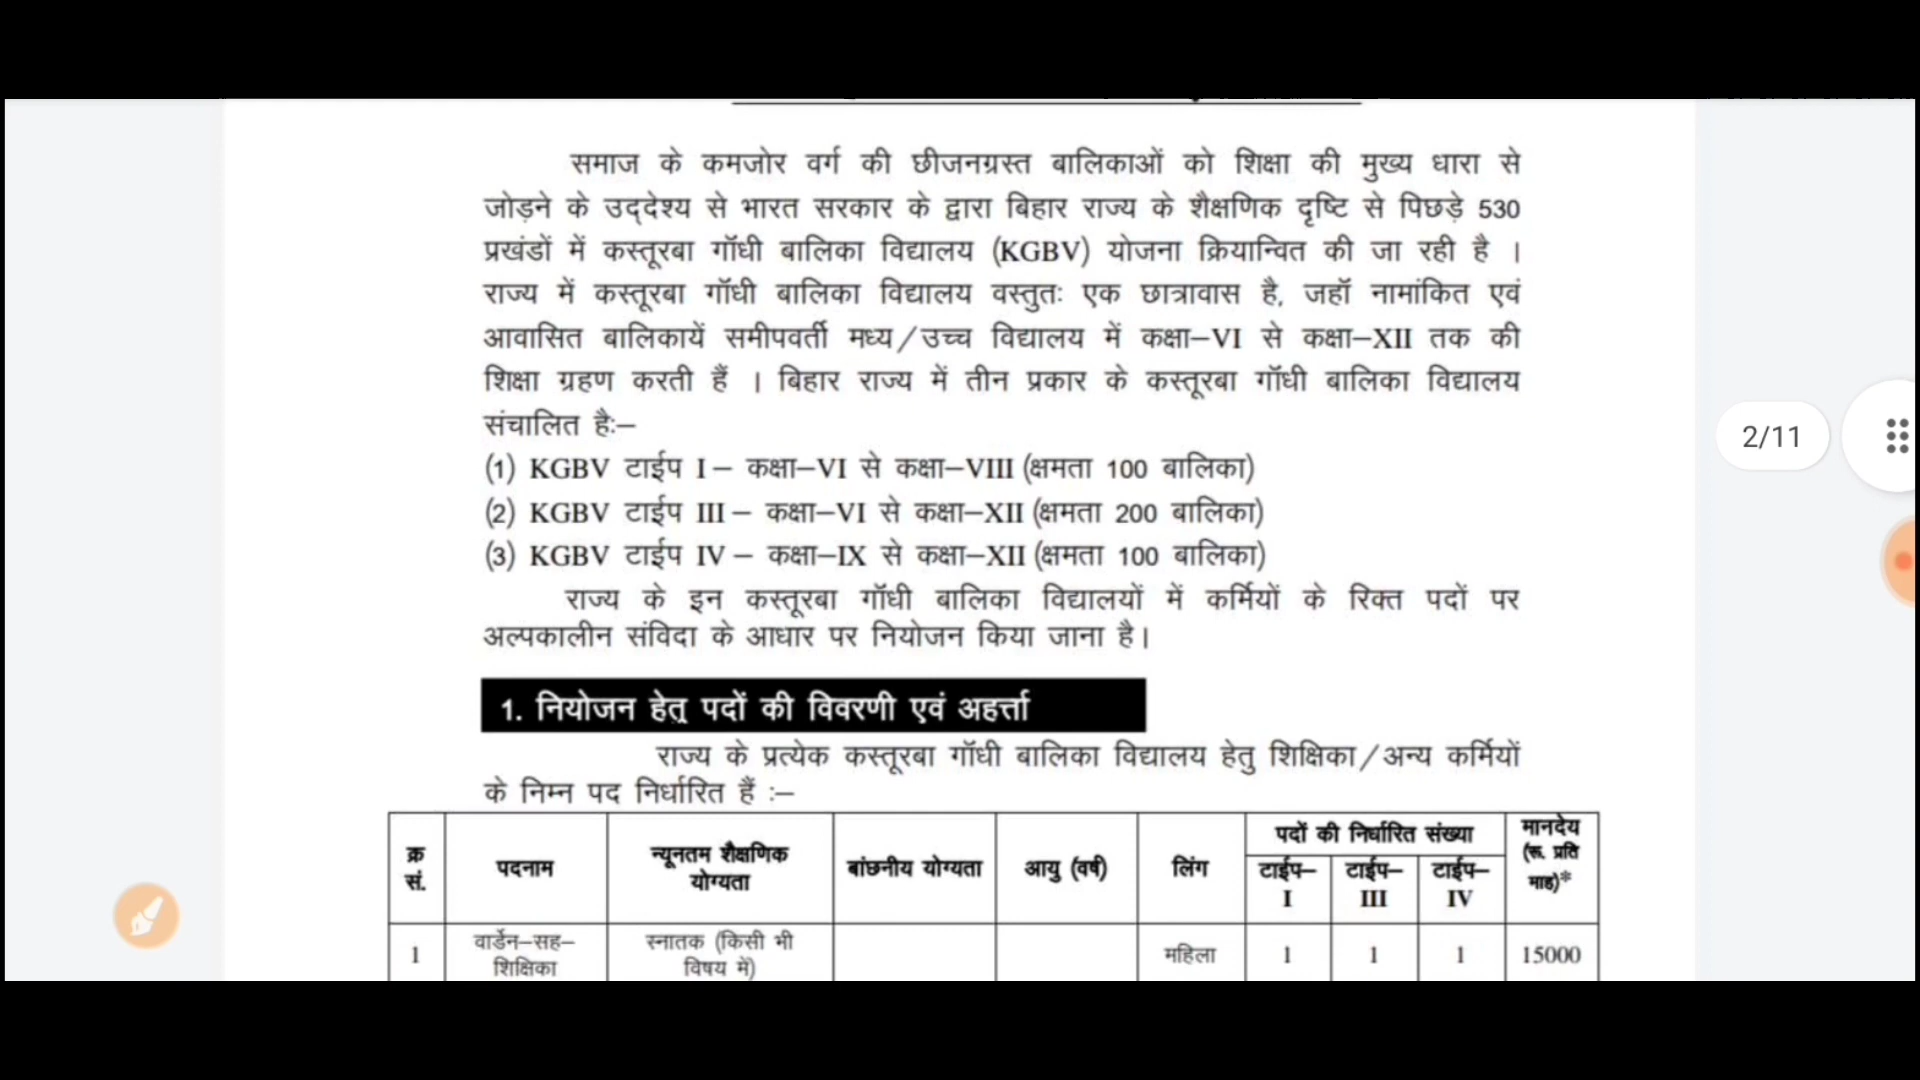 समाज के कमजोर वर्ग की छीजनग्रस्त बालिकाओं को शिक्षा की मुख्य धारा से
जोड़ने के उद्देश्य से भारत सरकार के द्वारा बिहार राज्य के शैक्षणिक दृष्टि से पिछड़े 530
प्रखंडों में कस्तूरबा गॉधी बालिका विद्यालय (KGBV) योजना क्रियान्वित की जा रही है ।
राज्य में कस्तूरबा गॉधी बालिका विद्यालय वस्तुतः एक छात्रावास है, जहॉ नामांकित एवं
आवासित बालिकायें समीपवर्ती मध्य/उच्च विद्यालय में कक्षा–VI से कक्षा–XII तक की
शिक्षा ग्रहण करती हैं । बिहार राज्य में तीन प्रकार के कस्तूरबा गॉधी बालिका विद्यालय
संचालित हैः–
(1) KGBV टाईप I – कक्षा–VI से कक्षा–VIII (क्षमता 100 बालिका)
(2) KGBV टाईप III – कक्षा–VI से कक्षा–XII (क्षमता 200 बालिका)
(3) KGBV टाईप IV – कक्षा–IX से कक्षा–XII (क्षमता 100 बालिका)
राज्य के इन कस्तूरबा गॉधी बालिका विद्यालयों में कर्मियों के रिक्त पदों पर
अल्पकालीन संविदा के आधार पर नियोजन किया जाना है।
1. नियोजन हेतु पदों की विवरणी एवं अहर्त्ता
राज्य के प्रत्येक कस्तूरबा गॉधी बालिका विद्यालय हेतु शिक्षिका/अन्य कर्मियों
के निम्न पद निर्धारित हैं :–
क्र सं. पदनाम न्यूनतम शैक्षणिक योग्यता बांछनीय योग्यता आयु (वर्ष) लिंग पदों की निर्धारित संख्या मानदेय (रू. प्रति माह)*
टाईप–I टाईप–III टाईप–IV
1 वार्डेन–सह–शिक्षिका स्नातक (किसी भी विषय में) महिला 1 1 1 15000
2/11